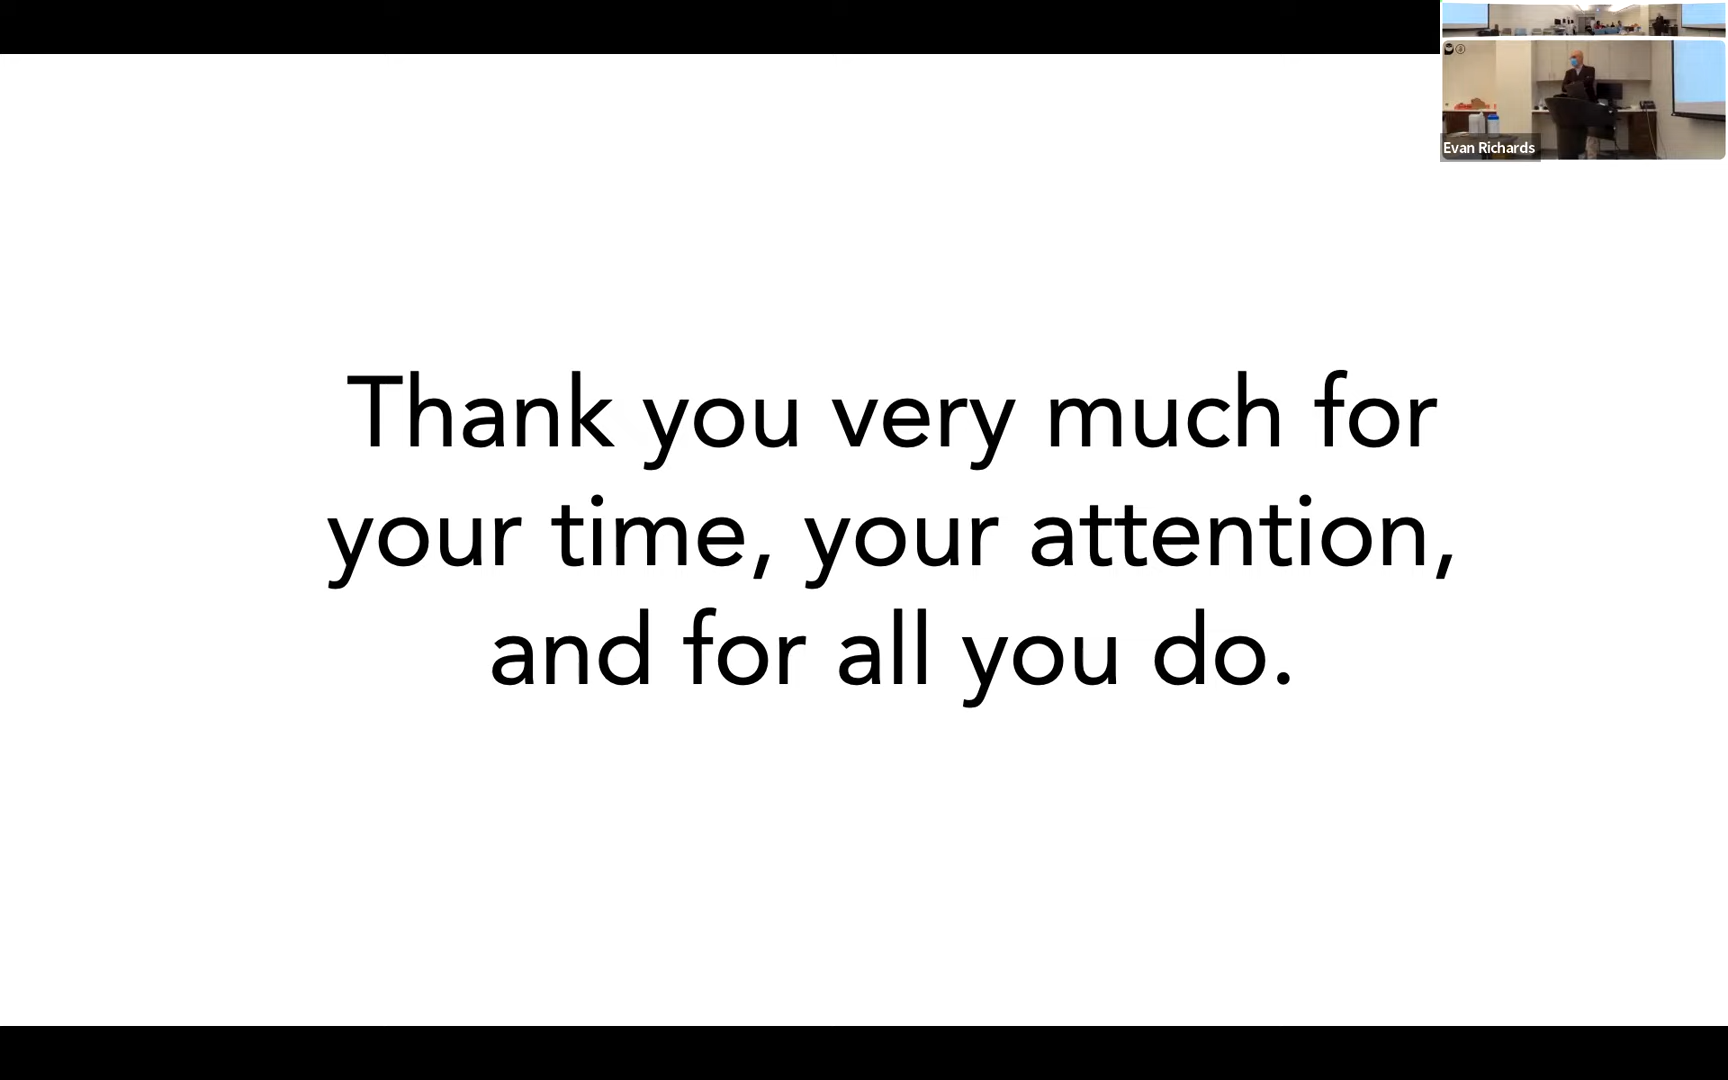 Evan Richards
Thank you very much for
your time, your attention,
and for all you do.